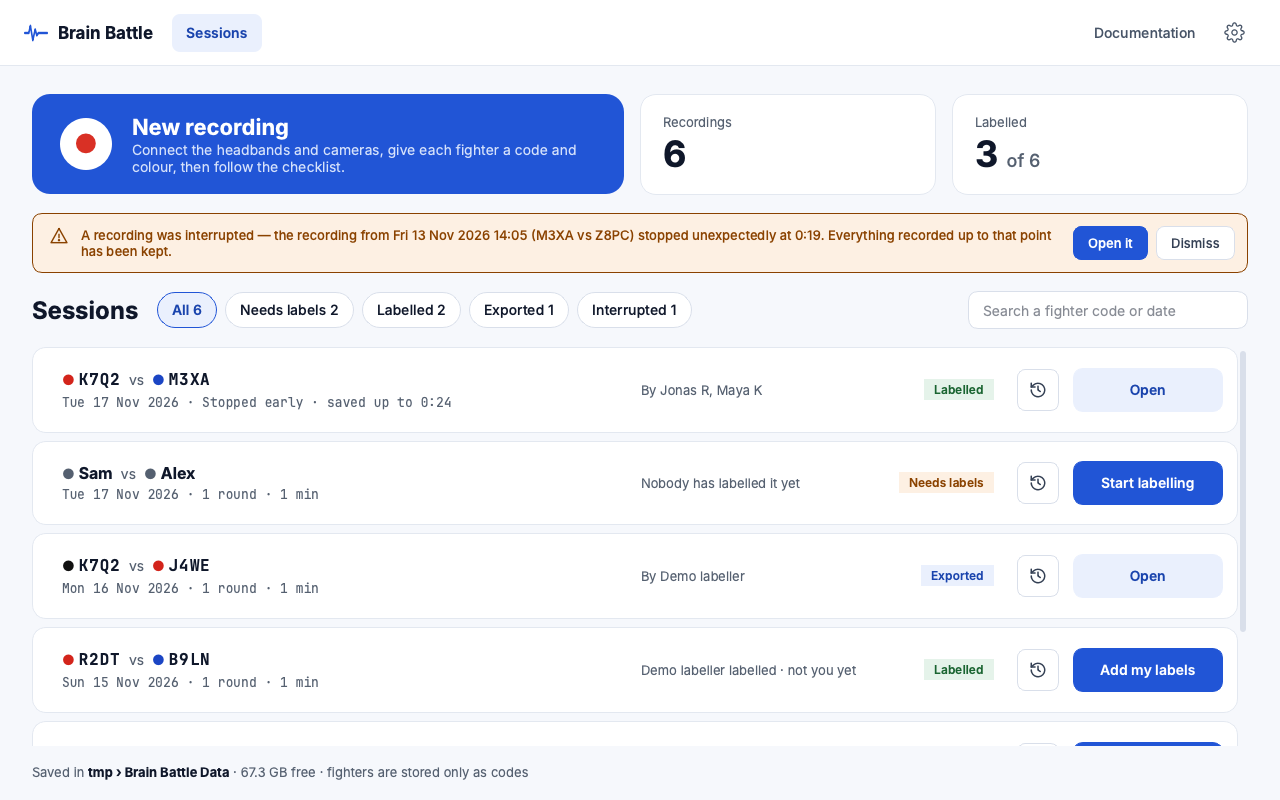 Brain Battle
Sessions
Documentation
New recording
Connect the headbands and cameras, give each fighter a code and
colour, then follow the checklist.
Recordings
6
Labelled
3 of 6
A recording was interrupted — the recording from Fri 13 Nov 2026 14:05 (M3XA vs Z8PC) stopped unexpectedly at 0:19. Everything recorded up to that point
has been kept.
Open it
Dismiss
Sessions
All 6
Needs labels 2
Labelled 2
Exported 1
Interrupted 1
Search a fighter code or date
K7Q2 vs M3XA
Tue 17 Nov 2026 · Stopped early · saved up to 0:24
By Jonas R, Maya K
Labelled
Open
Sam vs Alex
Tue 17 Nov 2026 · 1 round · 1 min
Nobody has labelled it yet
Needs labels
Start labelling
K7Q2 vs J4WE
Mon 16 Nov 2026 · 1 round · 1 min
By Demo labeller
Exported
Open
R2DT vs B9LN
Sun 15 Nov 2026 · 1 round · 1 min
Demo labeller labelled · not you yet
Labelled
Add my labels
Saved in tmp › Brain Battle Data · 67.3 GB free · fighters are stored only as codes